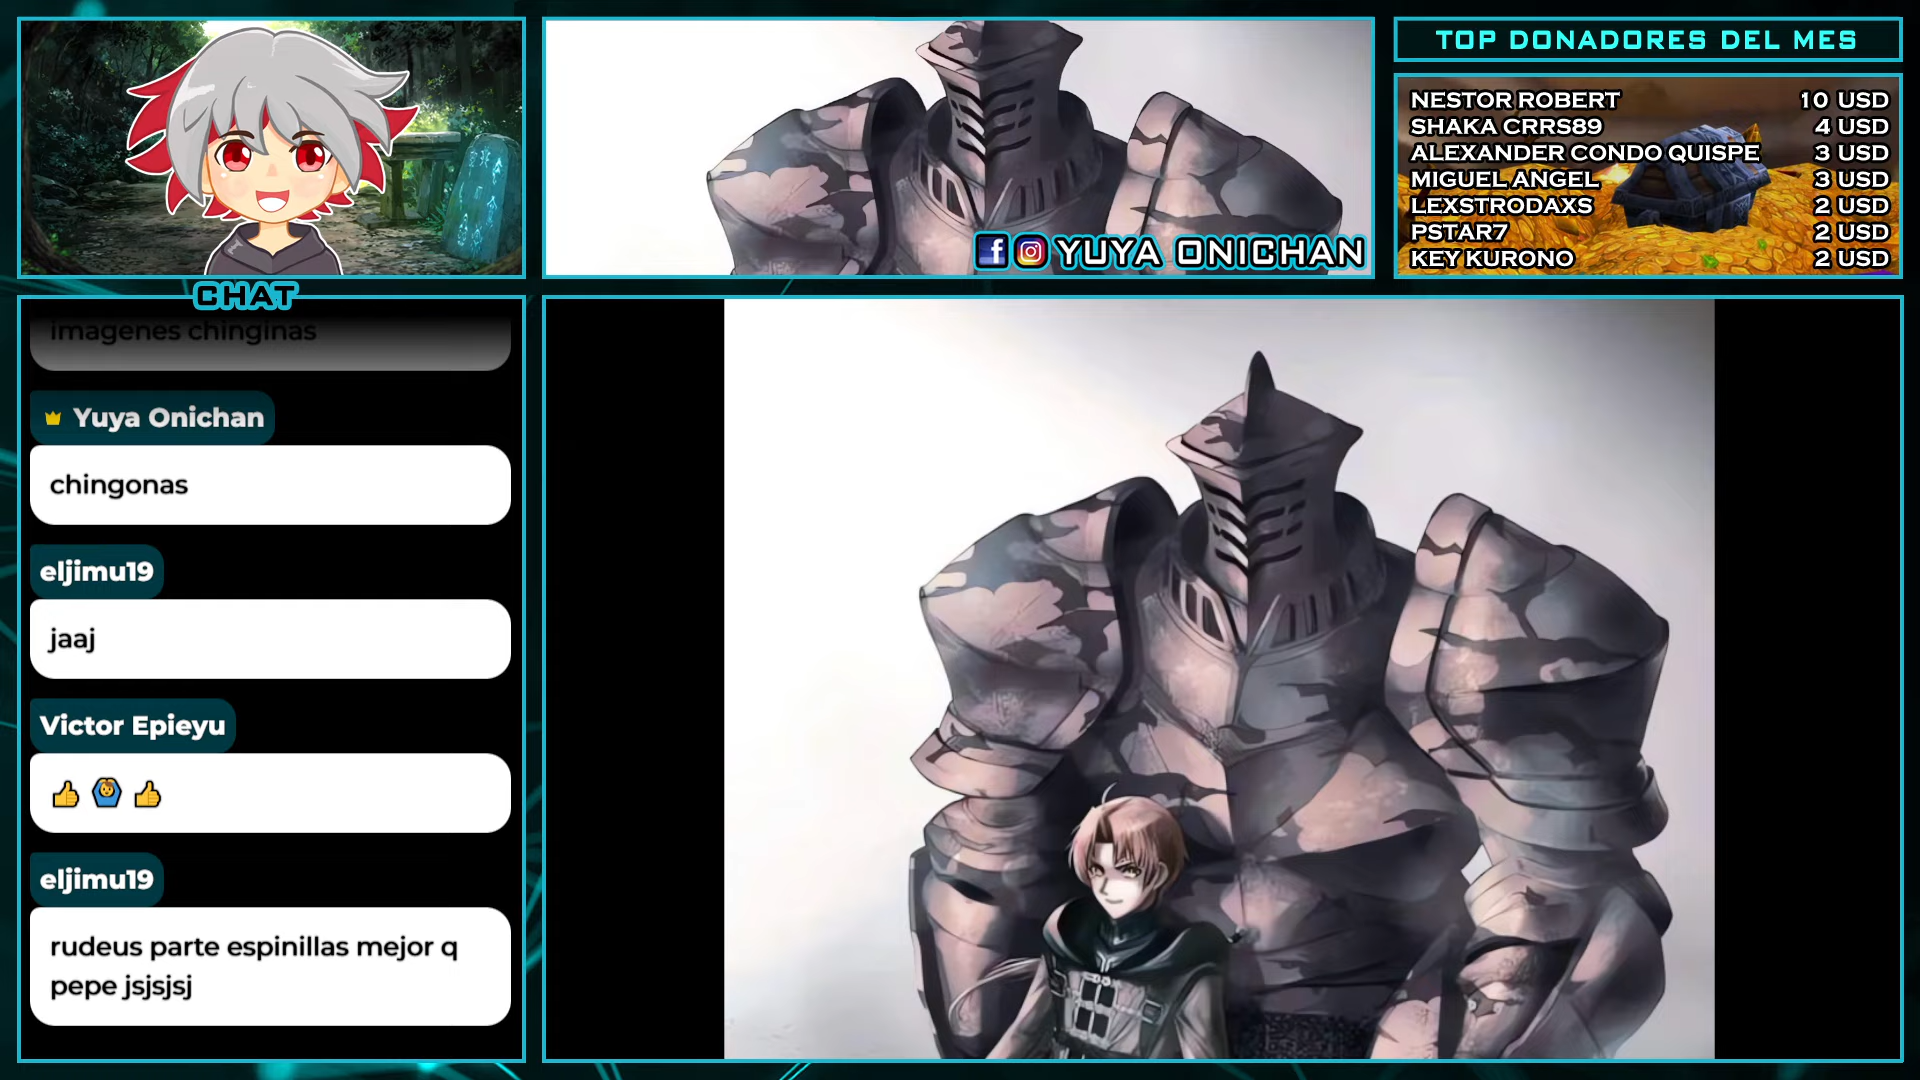 YUYA ONICHAN
TOP DONADORES DEL MES
NESTOR ROBERT 10 USD
SHAKA CRRS89 4 USD
ALEXANDER CONDO QUISPE 3 USD
MIGUEL ANGEL 3 USD
LEXSTRODAXS 2 USD
PSTAR7 2 USD
KEY KURONO 2 USD
CHAT
imagenes chinginas
Yuya Onichan
chingonas
eljimu19
jaaj
Victor Epieyu
👍 🙆 👍
eljimu19
rudeus parte espinillas mejor q
pepe jsjsjsj